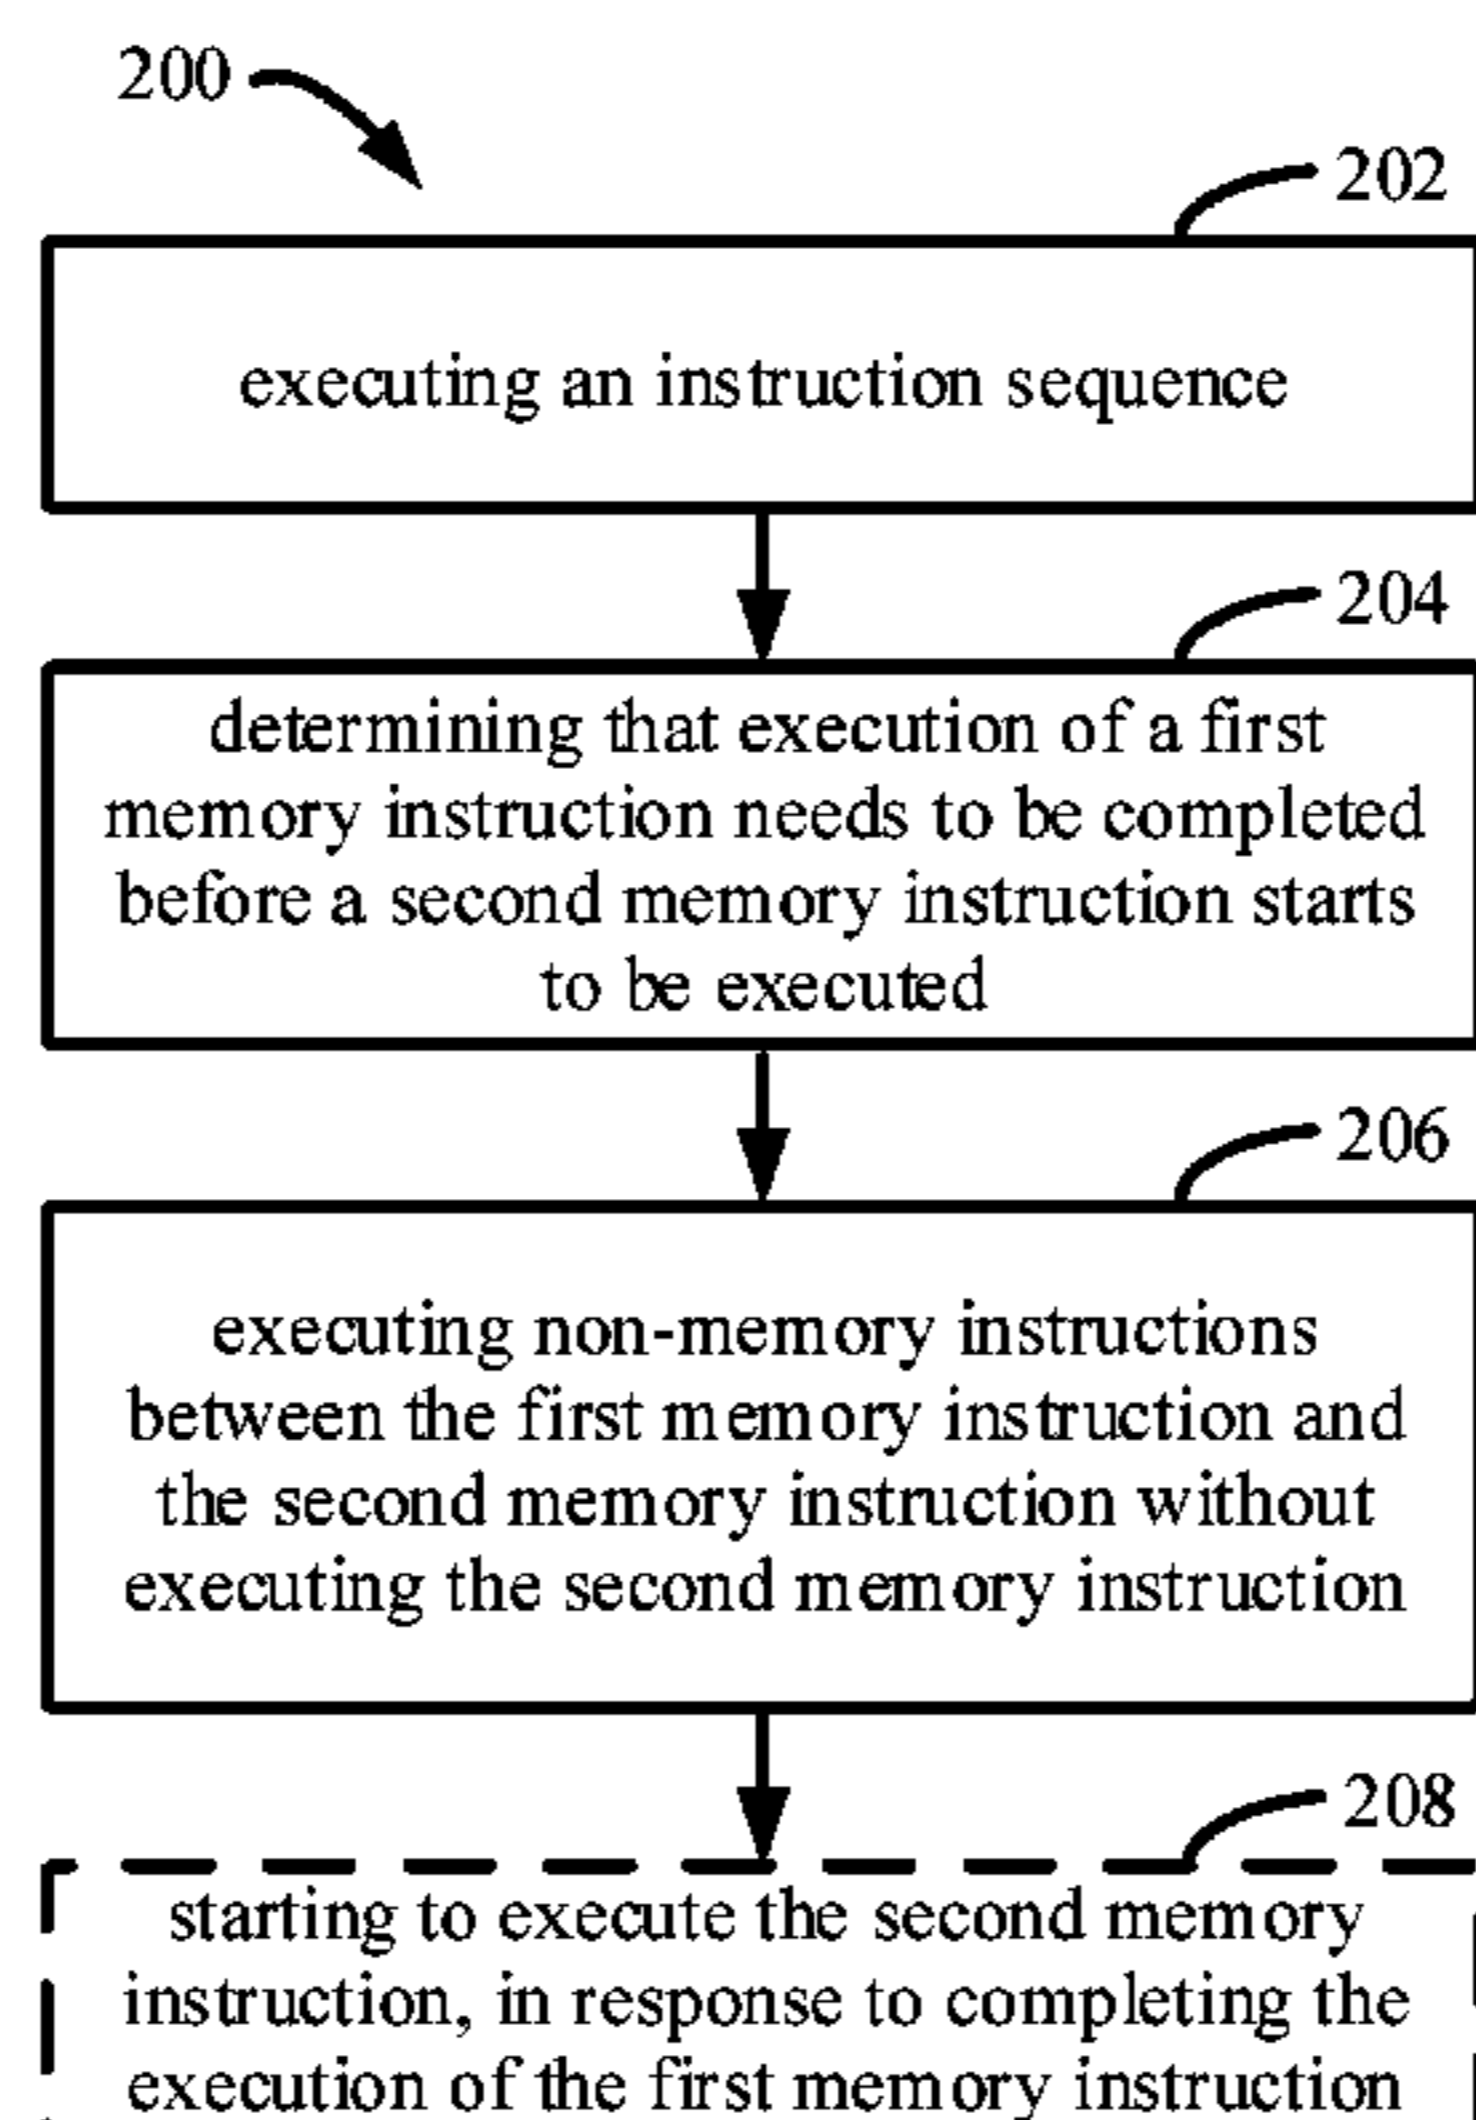 200
202
executing an instruction sequence
204
determining that execution of a first
memory instruction needs to be completed
before a second memory instruction starts
to be executed
206
executing non-memory instructions
between the first memory instruction and
the second memory instruction without
executing the second memory instruction
208
starting to execute the second memory
instruction, in response to completing the
execution of the first memory instruction